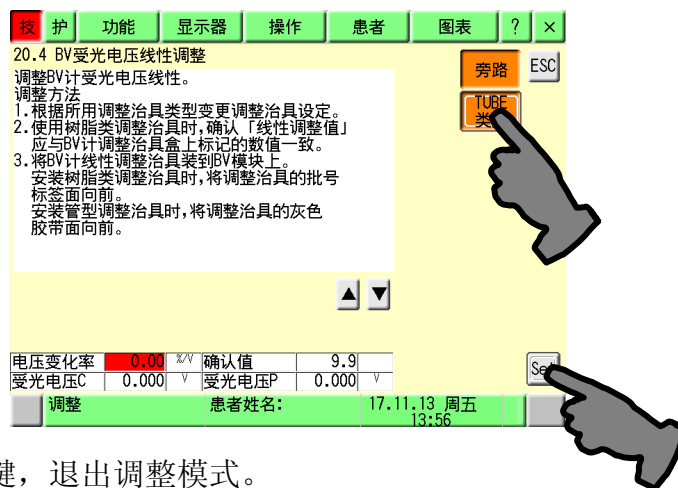 技 护 功能 显示器 操作 患者 图表 ? ×
20.4 BV受光电压线性调整
旁路 ESC
调整BV计受光电压线性。
调整方法
TUBE
类
1.根据所用调整治具类型变更调整治具设定。
2.使用树脂类调整治具时,确认「线性调整值」
应与BV计调整治具盒上标记的数值一致。
3.将BV计线性调整治具装到BV模块上。
安装树脂类调整治具时,将调整治具的批号
标签面向前。
安装管型调整治具时,将调整治具的灰色
胶带面向前。
▲ ▼
电压变化率 0.00 %/V 确认值 9.9
受光电压C 0.000 V 受光电压P 0.000 V
调整 患者姓名: 17.11.13 周五
13:56
键，退出调整模式。